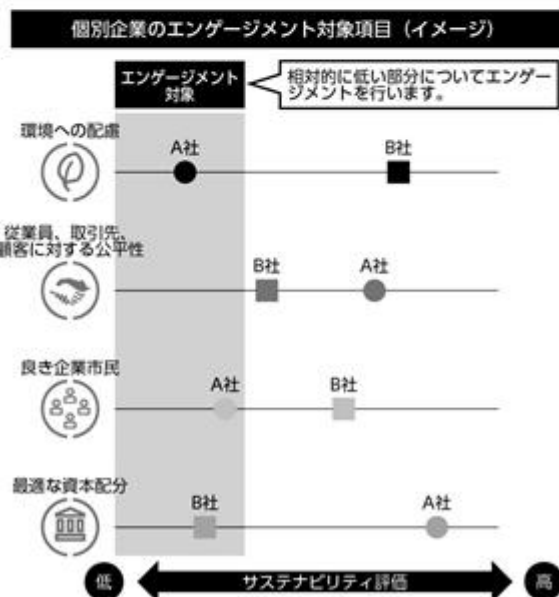 個別企業のエンゲージメント対象項目（イメージ）
エンゲージメント
対象
相対的に低い部分についてエンゲー
ジメントを行います。
環境への配慮
A社
B社
従業員、取引先、
顧客に対する公平性
B社
A社
良き企業市民
A社
B社
最適な資本配分
B社
A社
低
サステナビリティ評価
高